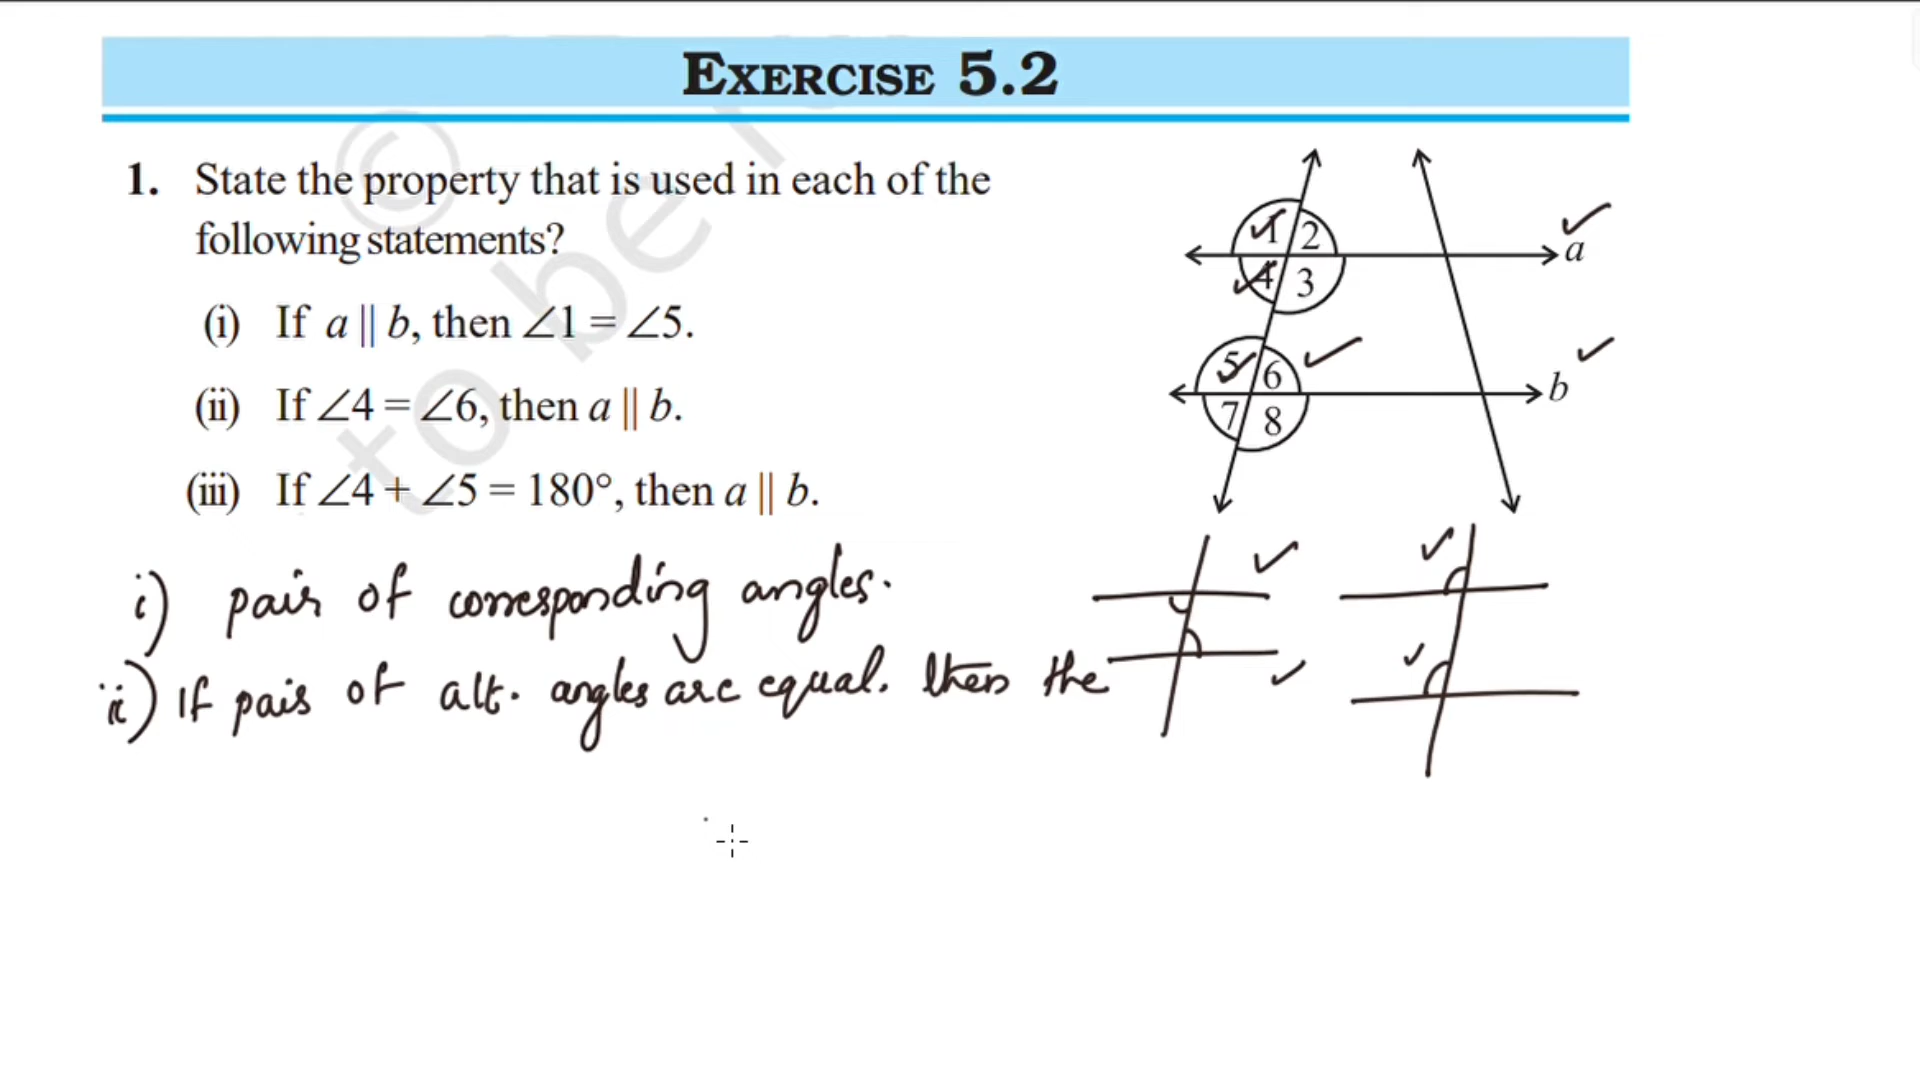 EXERCISE 5.2
1. State the property that is used in each of the
following statements?
(i) If a || b, then ∠1 = ∠5.
(ii) If ∠4 = ∠6, then a || b.
(iii) If ∠4 + ∠5 = 180°, then a || b.
1 2
a
4 3
5 6
b
7 8
i) pair of corresponding angles.
ii) If pair of alt. angles are equal. then the
© to be r